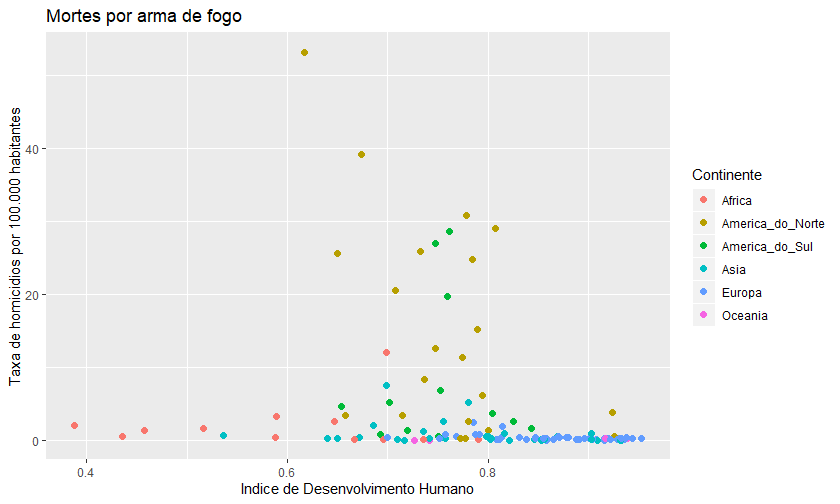 Mortes por arma de fogo
Taxa de homicidios por 100.000 habitantes
40
20
0
0.4
0.6
0.8
Indice de Desenvolvimento Humano
Continente
Africa
America_do_Norte
America_do_Sul
Asia
Europa
Oceania